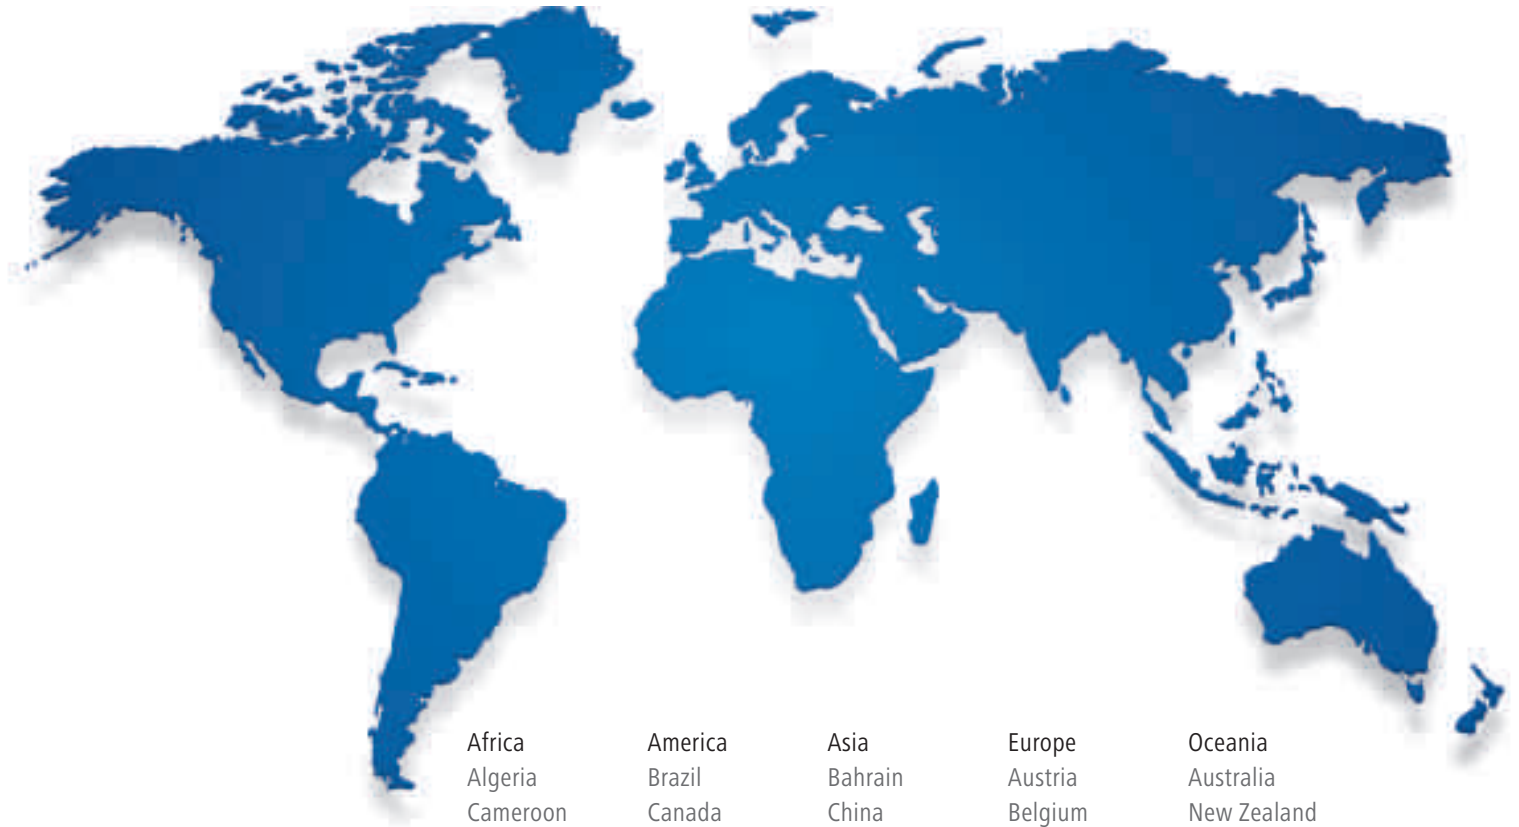 Africa America Asia Europe Oceania
Algeria Brazil Bahrain Austria Australia
Cameroon Canada China Belgium New Zealand